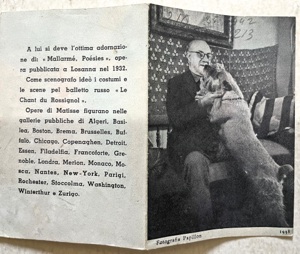 A lui si deve l'ottima adornazio-
ne di: «Mallarmé, Poésies», ope-
ra pubblicata a Losanna nel 1932.
Come scenografo ideò i costumi e
le scene pel balletto russo «Le
Chant du Rossignol».
Opere di Matisse figurano nelle
gallerie pubbliche di Algeri, Basi-
lea, Boston, Brema, Brusselles, Buf-
falo, Chicago, Copenaghen, Detroit,
Essen, Filadelfia, Francoforte, Gre-
noble, Londra, Merion, Monaco, Mo-
sca, Nantes, New-York, Parigi,
Rochester, Stoccolma, Washington,
Winterthur e Zurigo.
Fotografia Papillon